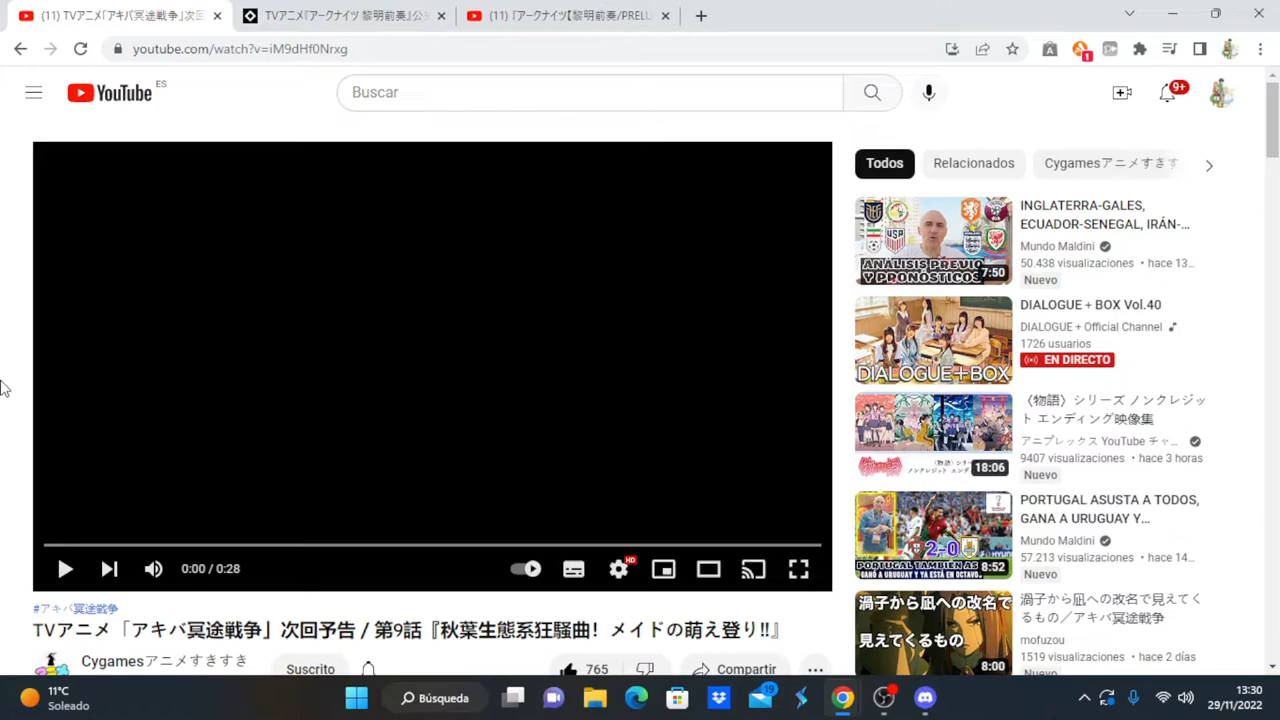 (11) TVアニメ「アキバ冥途戦争」次回
TVアニメ『アークナイツ 黎明前奏』公式
(11) 『アークナイツ【黎明前奏/PRELU
youtube.com/watch?v=iM9dHf0Nrxg
1
YouTube ES
Buscar
9+
Todos
Relacionados
Cygamesアニメすきす
ANÁLISIS PREVIO
Y PRONÓSTICOS
7:50
INGLATERRA-GALES,
ECUADOR-SENEGAL, IRÁN-...
Mundo Maldini
50.438 visualizaciones • hace 13...
Nuevo
DIALOGUE+BOX
DIALOGUE + BOX Vol.40
DIALOGUE + Official Channel
1726 usuarios
EN DIRECTO
18:06
〈物語〉シリーズ ノンクレジッ
ト エンディング映像集
アニプレックス YouTube チャ...
9407 visualizaciones • hace 3 horas
Nuevo
2-0
PORTUGAL TAMBIÉN AS
GANÓ A URUGUAY Y YA ESTÁ EN OCTAVO
8:52
PORTUGAL ASUSTA A TODOS,
GANA A URUGUAY Y...
Mundo Maldini
57.213 visualizaciones • hace 14...
Nuevo
渦子から凪への改名で
見えてくるもの
8:00
渦子から凪への改名で見えてく
るもの／アキバ冥途戦争
mofuzou
1519 visualizaciones • hace 2 días
Nuevo
0:00 / 0:28
HD
#アキバ冥途戦争
TVアニメ「アキバ冥途戦争」次回予告 / 第9話『秋葉生態系狂騒曲! メイドの萌え登り!!』
Cygamesアニメすきすき
Suscrito
765
Compartir
11°C
Soleado
Búsqueda
19
13:30
29/11/2022